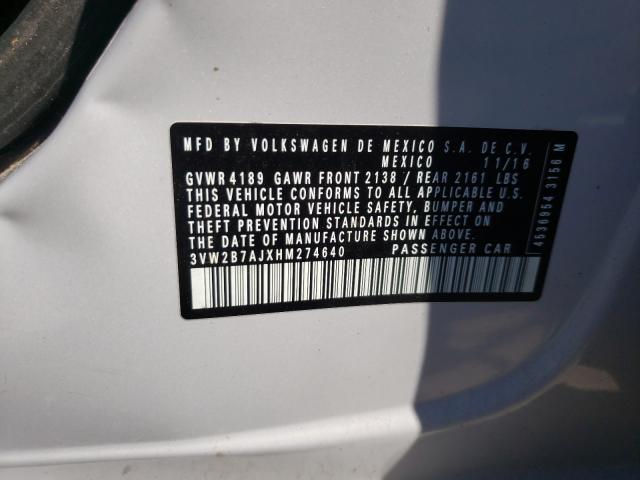 MFD BY VOLKSWAGEN DE MEXICO S.A. DE C.V.
MEXICO 11/16
GVWR 4189 GAWR FRONT 2138 / REAR 2161 LBS
THIS VEHICLE CONFORMS TO ALL APPLICABLE U.S.
FEDERAL MOTOR VEHICLE SAFETY, BUMPER AND
THEFT PREVENTION STANDARDS IN EFFECT ON
THE DATE OF MANUFACTURE SHOWN ABOVE.
3VW2B7AJXHM274640 PASSENGER CAR
4536954 3156 M